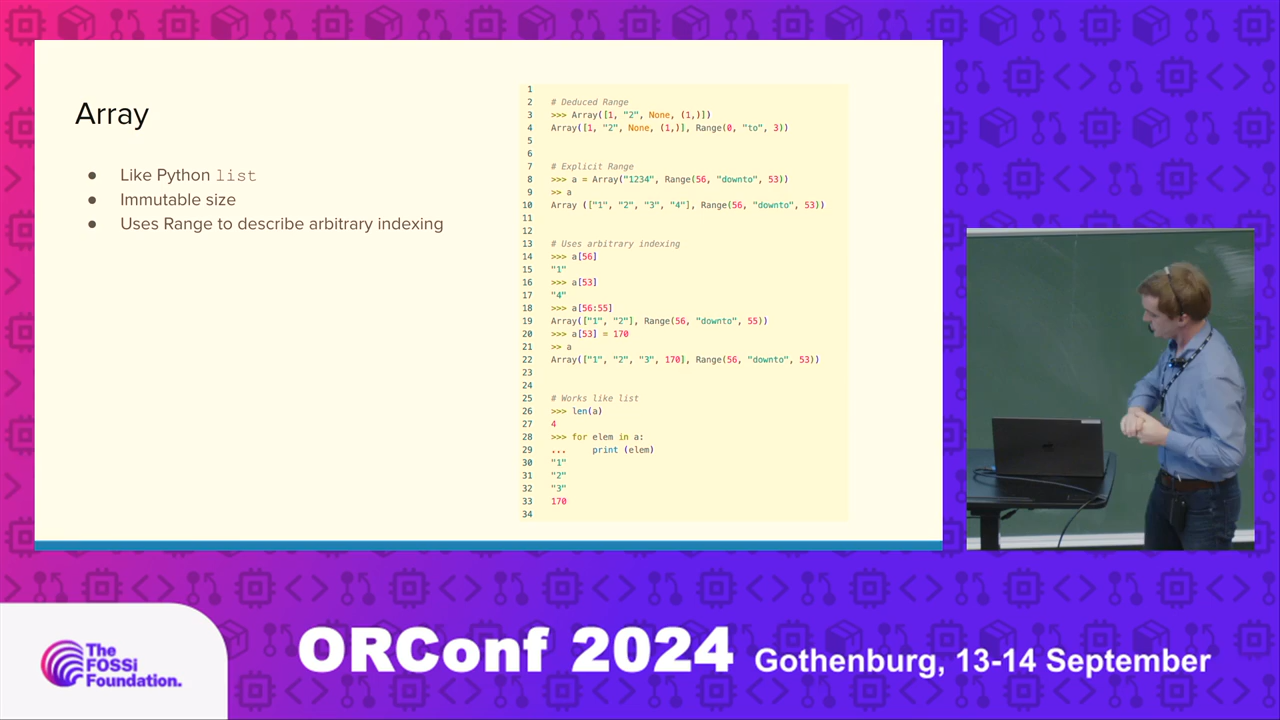 Array
● Like Python list
● Immutable size
● Uses Range to describe arbitrary indexing
1
2 # Deduced Range
3 >>> Array([1, "2", None, (1,)])
4 Array([1, "2", None, (1,)], Range(0, "to", 3))
5
6
7 # Explicit Range
8 >>> a = Array("1234", Range(56, "downto", 53))
9 >> a
10 Array (["1", "2", "3", "4"], Range(56, "downto", 53))
11
12
13 # Uses arbitrary indexing
14 >>> a[56]
15 "1"
16 >>> a[53]
17 "4"
18 >>> a[56:55]
19 Array(["1", "2"], Range(56, "downto", 55))
20 >>> a[53] = 170
21 >> a
22 Array(["1", "2", "3", 170], Range(56, "downto", 53))
23
24
25 # Works like list
26 >>> len(a)
27 4
28 >>> for elem in a:
29 ... print (elem)
30 "1"
31 "2"
32 "3"
33 170
34
The
FOSSi
Foundation.
ORConf 2024 Gothenburg, 13-14 September